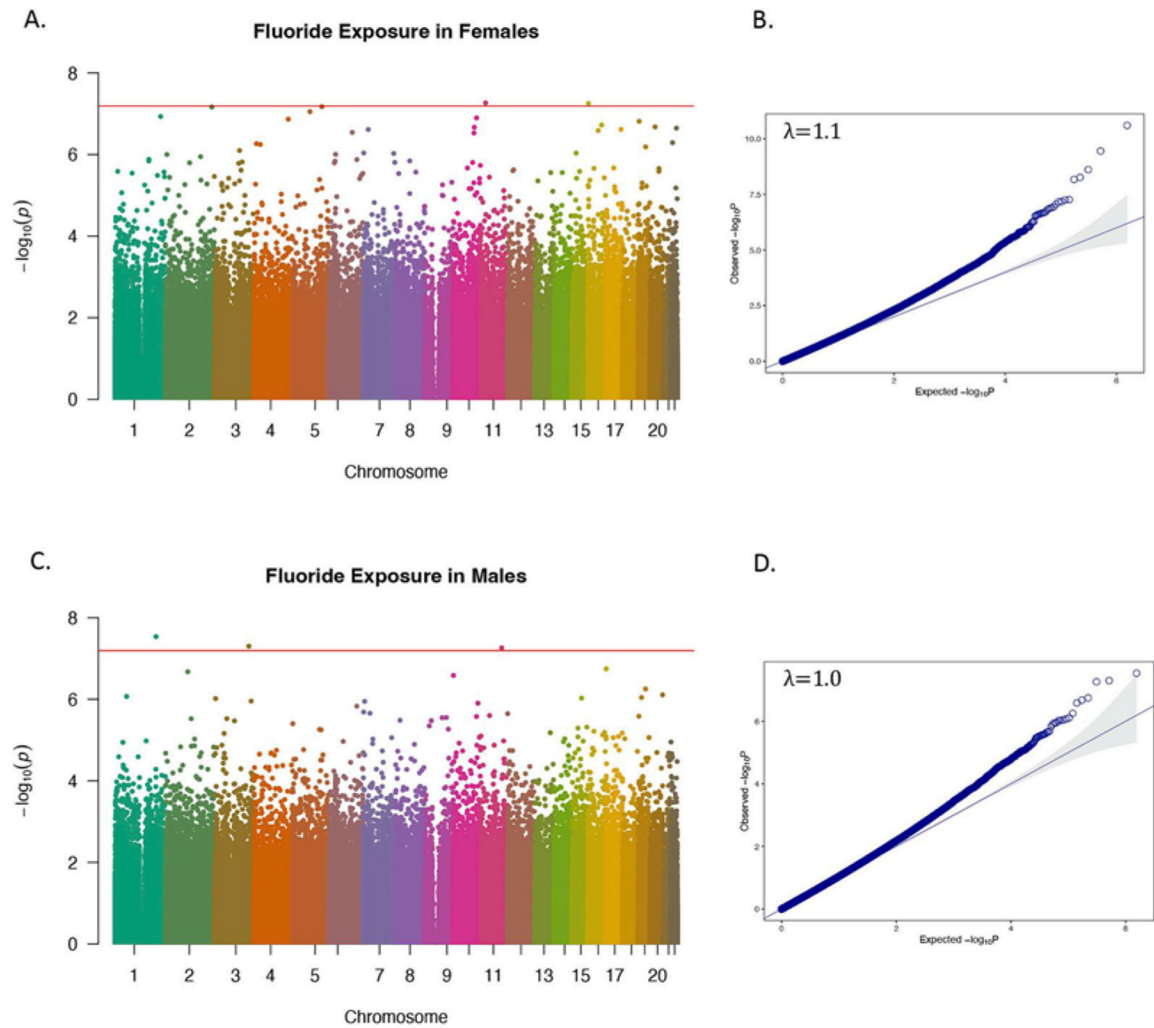 A.
Fluoride Exposure in Females
8
6
4
2
0
−log₁₀(p)
1 2 3 4 5 7 8 9 11 13 15 17 20
Chromosome
B.
λ=1.1
10.0
7.5
5.0
2.5
0.0
Observed −log₁₀P
0 2 4 6
Expected −log₁₀P
C.
Fluoride Exposure in Males
8
6
4
2
0
−log₁₀(p)
1 2 3 4 5 7 8 9 11 13 15 17 20
Chromosome
D.
λ=1.0
6
4
2
0
Observed −log₁₀P
0 2 4 6
Expected −log₁₀P